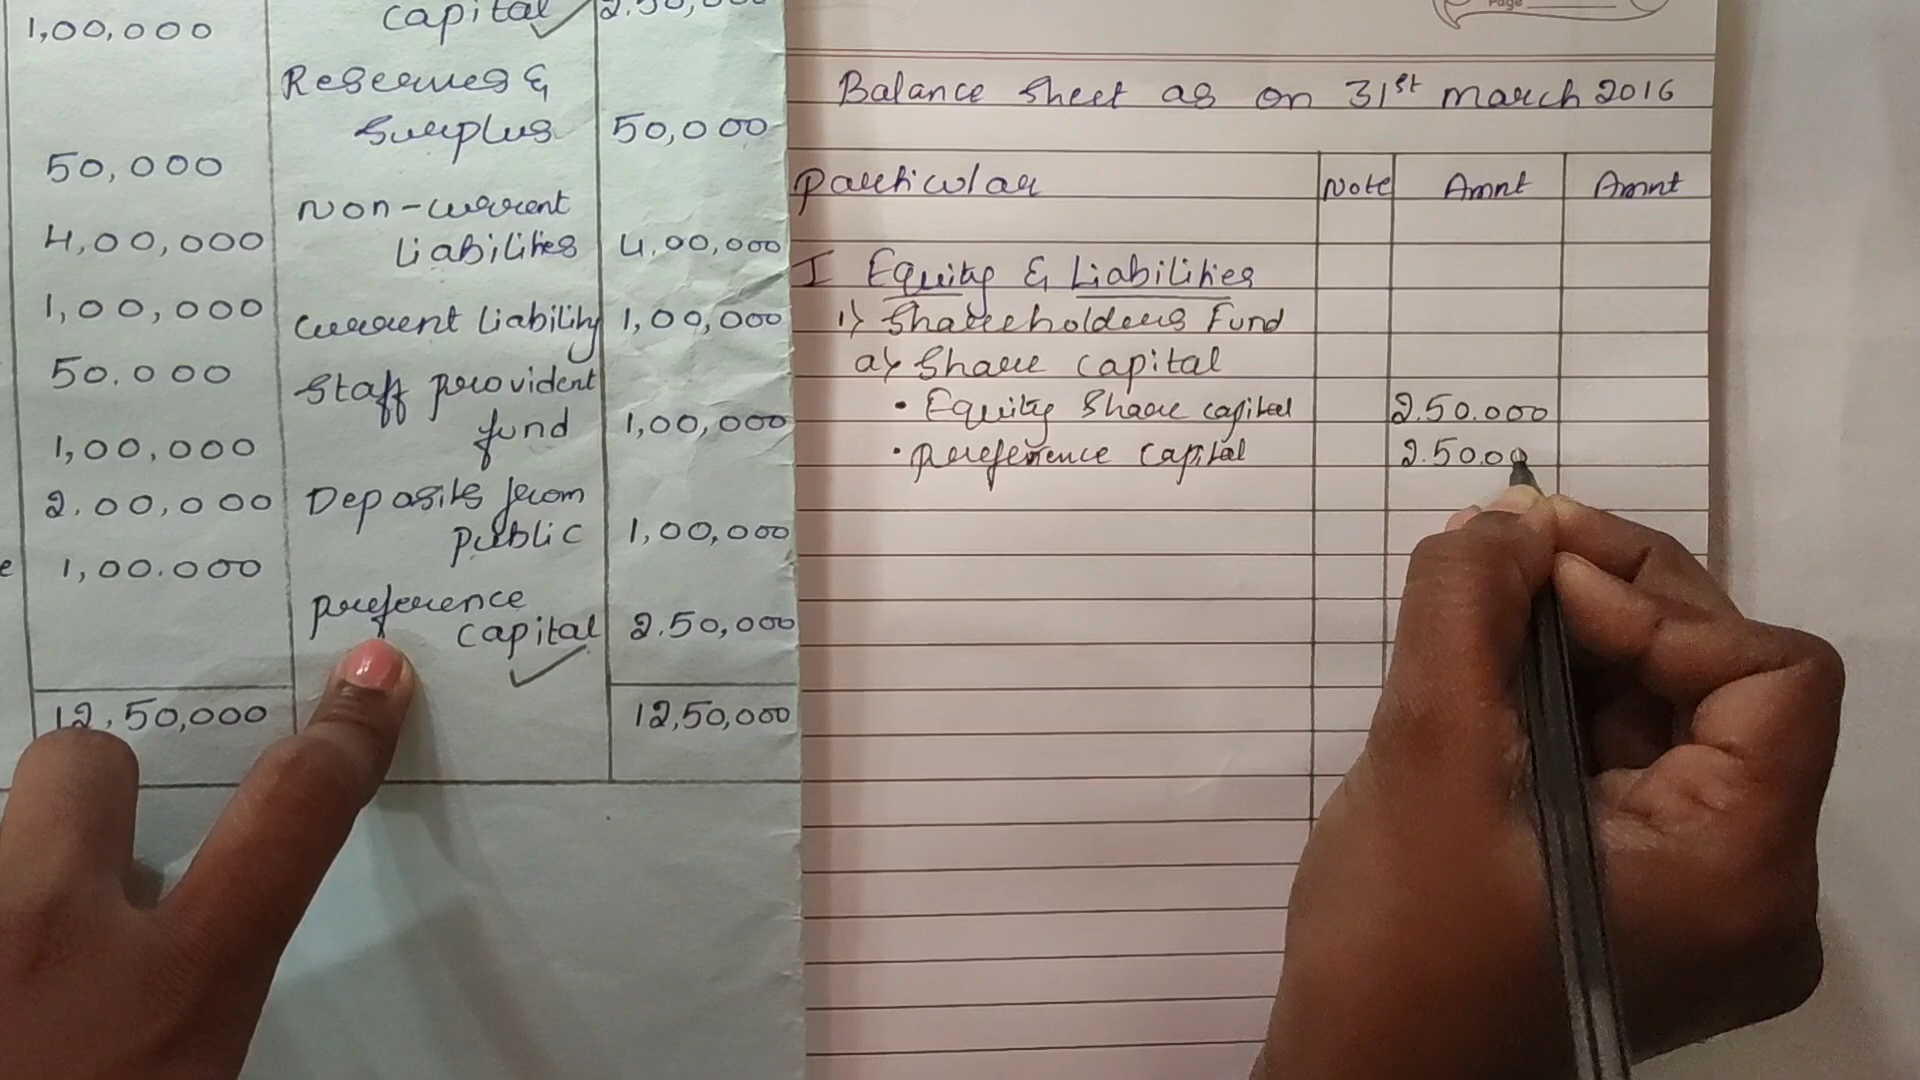 1,00,000 capital
Reserves &
Surplus 50,000
50,000
Non-current
4,00,000 Liabilities 4,00,000
1,00,000 current liability 1,00,000
50.000 Staff provident
fund 1,00,000
1,00,000
2.00,000 Deposits from
public 1,00,000
e 1,00.000
preference
capital 2.50,000
12,50,000 12,50,000
Page
Balance Sheet as on 31st march 2016
particular Note Amnt Amnt
I Equity & Liabilities
1) Shareholders Fund
a) Share capital
• Equity Share capital 2.50.000
• preference capital 2.50.00